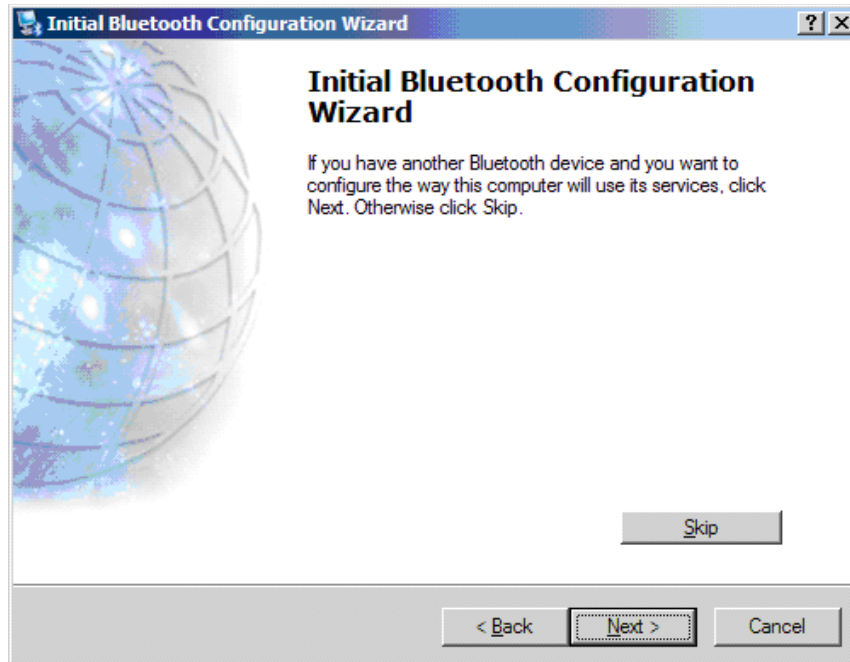 Initial Bluetooth Configuration Wizard
Initial Bluetooth Configuration
Wizard
If you have another Bluetooth device and you want to
configure the way this computer will use its services, click
Next. Otherwise click Skip.
Skip
< Back
Next >
Cancel